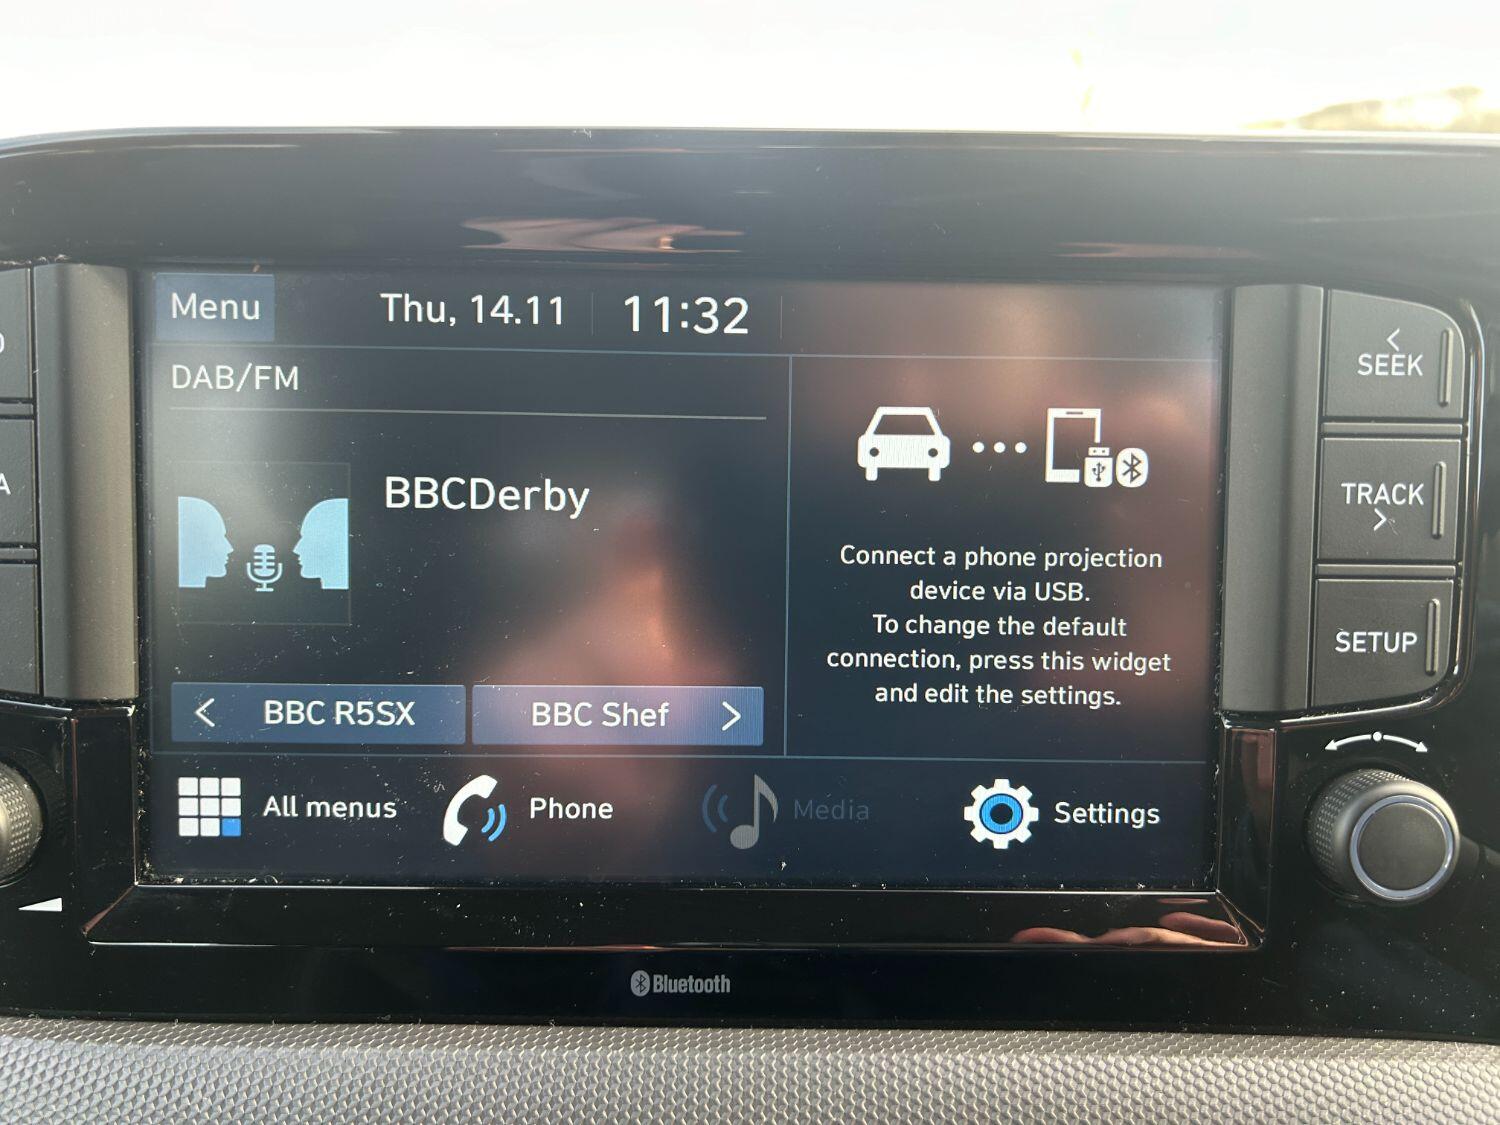 Menu
Thu, 14.11
11:32
DAB/FM
BBCDerby
BBC R5SX
BBC Shef
Connect a phone projection
device via USB.
To change the default
connection, press this widget
and edit the settings.
All menus
Phone
Media
Settings
SEEK
TRACK
SETUP
Bluetooth